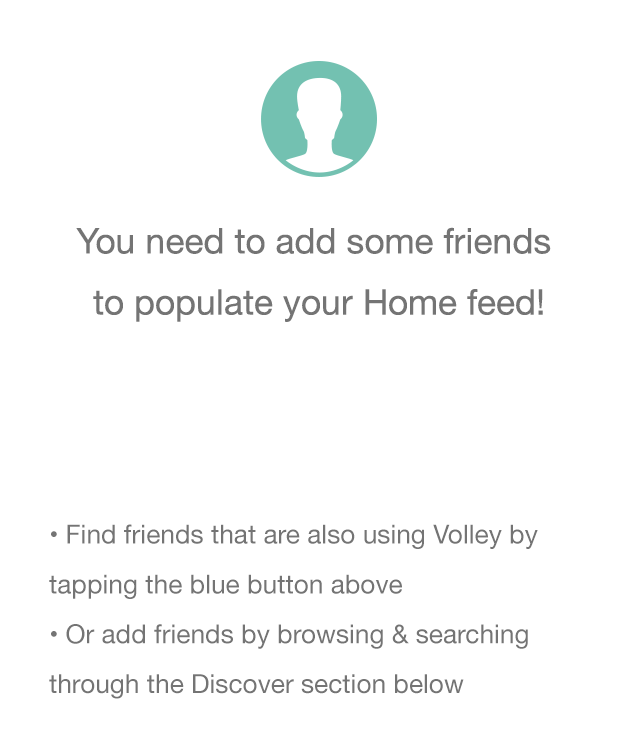 You need to add some friends
to populate your Home feed!
• Find friends that are also using Volley by
tapping the blue button above
• Or add friends by browsing & searching
through the Discover section below